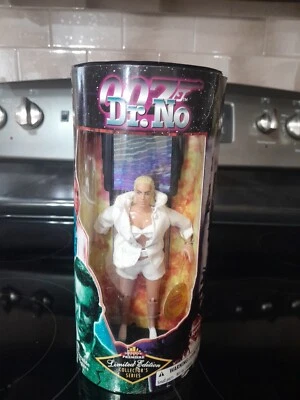 007
Dr. No
Limited Edition
COLLECTOR'S
SERIES